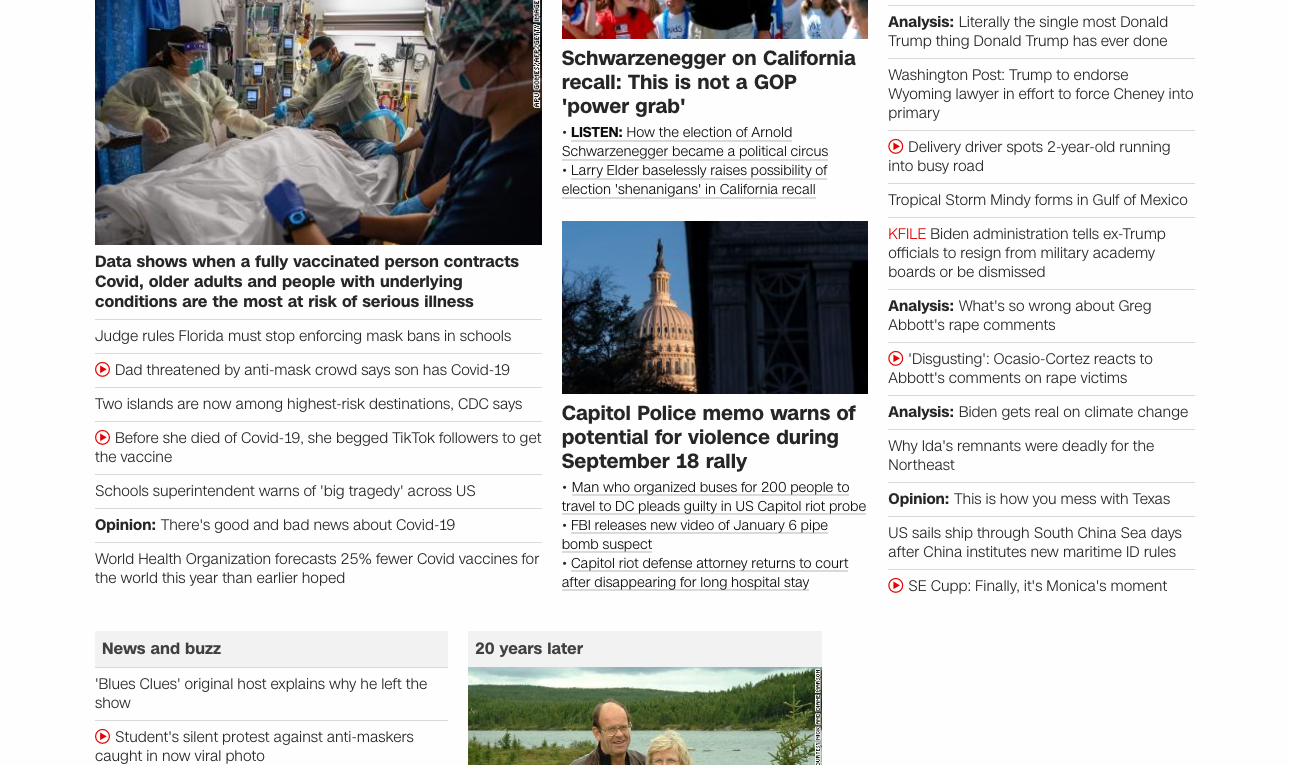 APU GOMES/AFP/GETTY IMAGES
Data shows when a fully vaccinated person contracts
Covid, older adults and people with underlying
conditions are the most at risk of serious illness
Judge rules Florida must stop enforcing mask bans in schools
Dad threatened by anti-mask crowd says son has Covid-19
Two islands are now among highest-risk destinations, CDC says
Before she died of Covid-19, she begged TikTok followers to get
the vaccine
Schools superintendent warns of 'big tragedy' across US
Opinion: There's good and bad news about Covid-19
World Health Organization forecasts 25% fewer Covid vaccines for
the world this year than earlier hoped
Schwarzenegger on California
recall: This is not a GOP
'power grab'
• LISTEN: How the election of Arnold
Schwarzenegger became a political circus
• Larry Elder baselessly raises possibility of
election 'shenanigans' in California recall
Capitol Police memo warns of
potential for violence during
September 18 rally
• Man who organized buses for 200 people to
travel to DC pleads guilty in US Capitol riot probe
• FBI releases new video of January 6 pipe
bomb suspect
• Capitol riot defense attorney returns to court
after disappearing for long hospital stay
Analysis: Literally the single most Donald
Trump thing Donald Trump has ever done
Washington Post: Trump to endorse
Wyoming lawyer in effort to force Cheney into
primary
Delivery driver spots 2-year-old running
into busy road
Tropical Storm Mindy forms in Gulf of Mexico
KFILE Biden administration tells ex-Trump
officials to resign from military academy
boards or be dismissed
Analysis: What's so wrong about Greg
Abbott's rape comments
'Disgusting': Ocasio-Cortez reacts to
Abbott's comments on rape victims
Analysis: Biden gets real on climate change
Why Ida's remnants were deadly for the
Northeast
Opinion: This is how you mess with Texas
US sails ship through South China Sea days
after China institutes new maritime ID rules
SE Cupp: Finally, it's Monica's moment
News and buzz
'Blues Clues' original host explains why he left the
show
Student's silent protest against anti-maskers
caught in now viral photo
20 years later